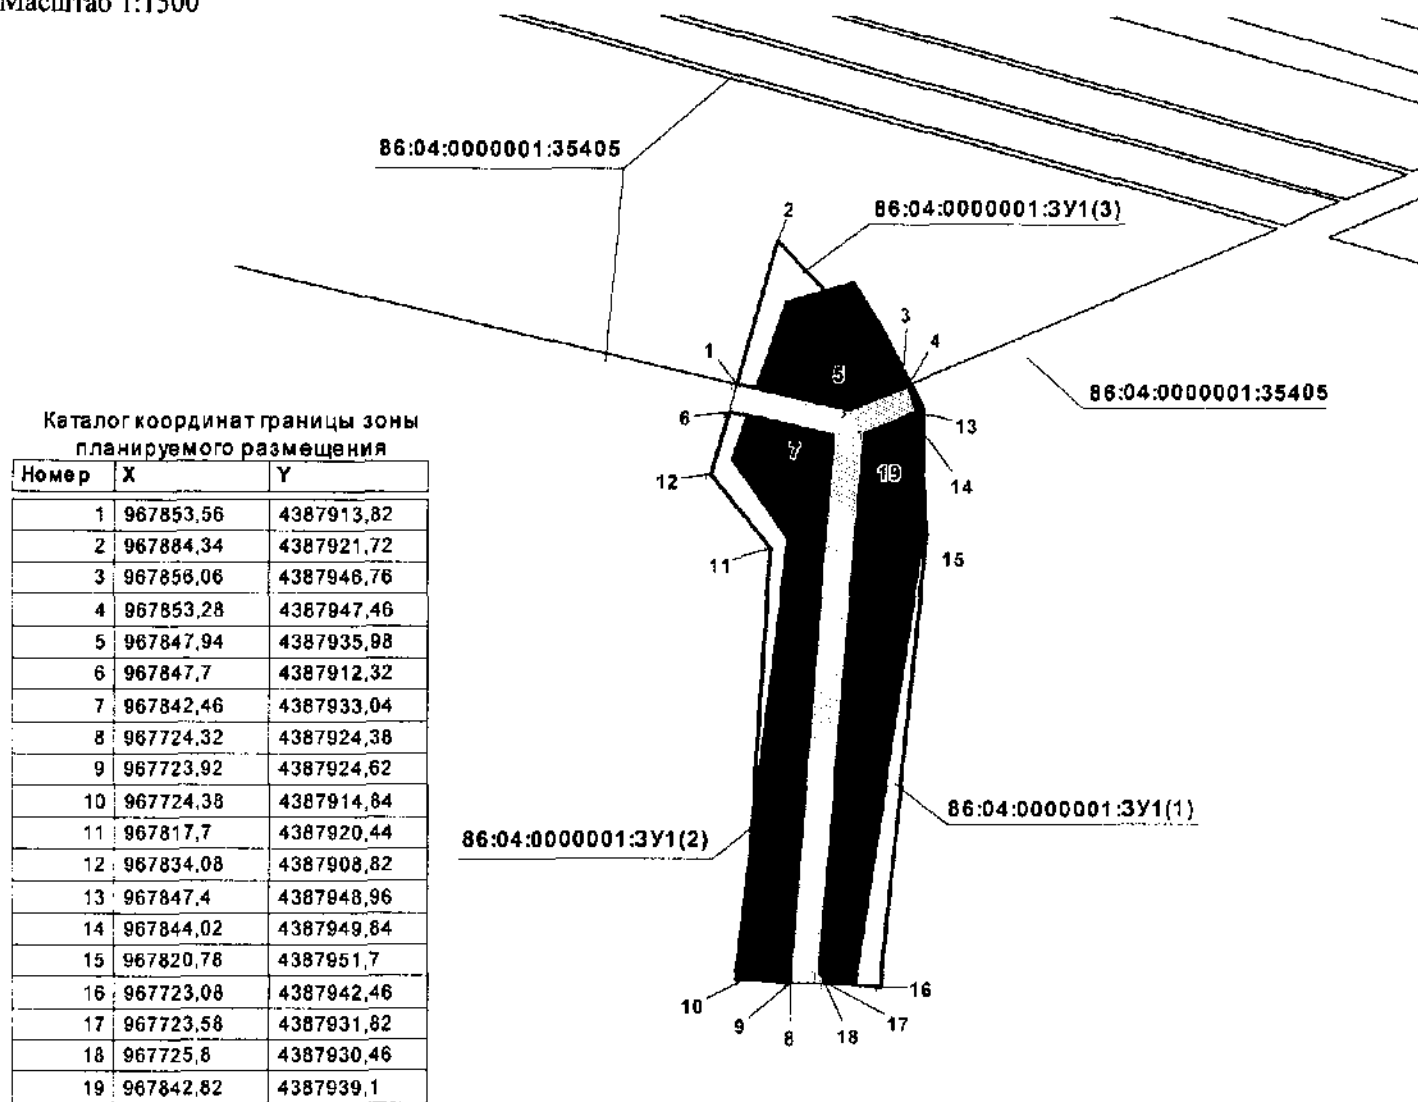 Масштаб 1:1500
86:04:0000001:35405
86:04:0000001:ЗУ1(3)
2
3
4
1
5
86:04:0000001:35405
6
13
7
19
12
14
11
15
86:04:0000001:ЗУ1(1)
86:04:0000001:ЗУ1(2)
10
9
8
18
17
16
Каталог координат границы зоны
планируемого размещения
Номер X Y
1 967853,56 4387913,82
2 967884,34 4387921,72
3 967856,06 4387946,76
4 967853,28 4387947,46
5 967847,94 4387935,98
6 967847,7 4387912,32
7 967842,46 4387933,04
8 967724,32 4387924,38
9 967723,92 4387924,62
10 967724,38 4387914,84
11 967817,7 4387920,44
12 967834,08 4387908,82
13 967847,4 4387948,96
14 967844,02 4387949,84
15 967820,78 4387951,7
16 967723,08 4387942,46
17 967723,58 4387931,82
18 967725,8 4387930,46
19 967842,82 4387939,1